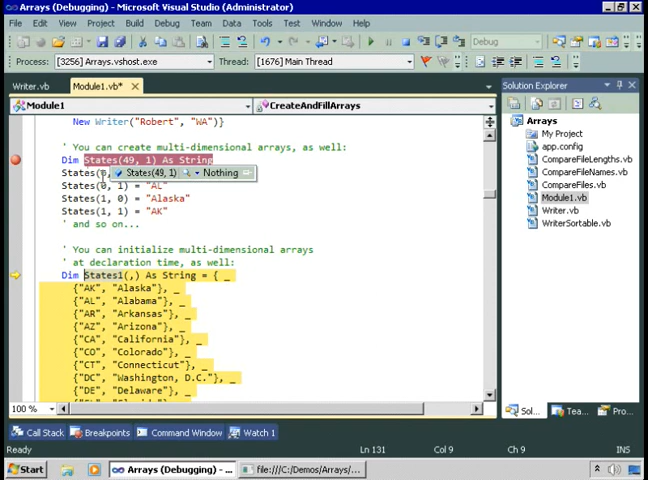 Arrays (Debugging) - Microsoft Visual Studio (Administrator)
File Edit View Project Build Debug Team Data Tools Test Window Help
Debug
Process: [3256] Arrays.vshost.exe Thread: [1676] Main Thread
Writer.vb Module1.vb* ×
Module1 CreateAndFillArrays
New Writer("Robert", "WA")}
' You can create multi-dimensional arrays, as well:
Dim States(49, 1) As String
States(0,
States(49, 1) Nothing
States(0, 1) = "AL"
States(1, 0) = "Alaska"
States(1, 1) = "AK"
' and so on...
' You can initialize multi-dimensional arrays
' at declaration time, as well:
Dim States1(,) As String = { _
{"AK", "Alaska"}, _
{"AL", "Alabama"}, _
{"AR", "Arkansas"}, _
{"AZ", "Arizona"}, _
{"CA", "California"}, _
{"CO", "Colorado"}, _
{"CT", "Connecticut"}, _
{"DC", "Washington, D.C."}, _
{"DE", "Delaware"}, _
100 %
Solution Explorer
Arrays
My Project
app.config
CompareFileLengths.vb
CompareFileNames.vb
CompareFiles.vb
Module1.vb
Writer.vb
WriterSortable.vb
Sol... Tea... Pro...
Call Stack Breakpoints Command Window Watch 1
Ready Ln 131 Col 9 Ch 9 INS
Start Arrays (Debugging) - ... file:///C:/Demos/Arrays/...